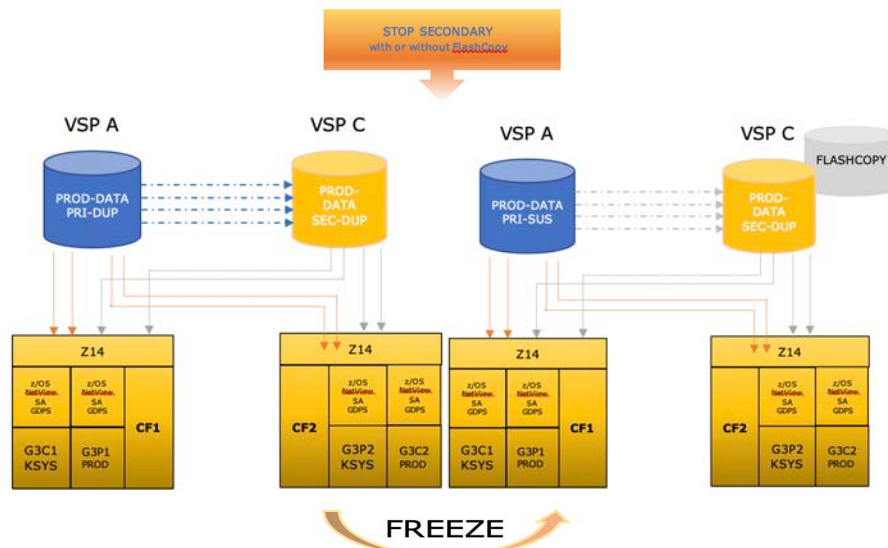 STOP SECONDARY
with or without FlashCopy
VSP A
VSP C
VSP A
VSP C
FLASHCOPY
PROD-DATA
PRI-DUP
PROD-
DATA
SEC-DUP
PROD-DATA
PRI-SUS
PROD-
DATA
SEC-DUP
Z14
z/OS
NetView,
SA
GDPS
z/OS
NetView,
SA
GDPS
CF1
G3C1
KSYS
G3P1
PROD
Z14
CF2
z/OS
NetView,
SA
GDPS
z/OS
NetView,
SA
GDPS
G3P2
KSYS
G3C2
PROD
Z14
z/OS
NetView,
SA
GDPS
z/OS
NetView,
SA
GDPS
CF1
G3C1
KSYS
G3P1
PROD
Z14
CF2
z/OS
NetView,
SA
GDPS
z/OS
NetView,
SA
GDPS
G3P2
KSYS
G3C2
PROD
FREEZE